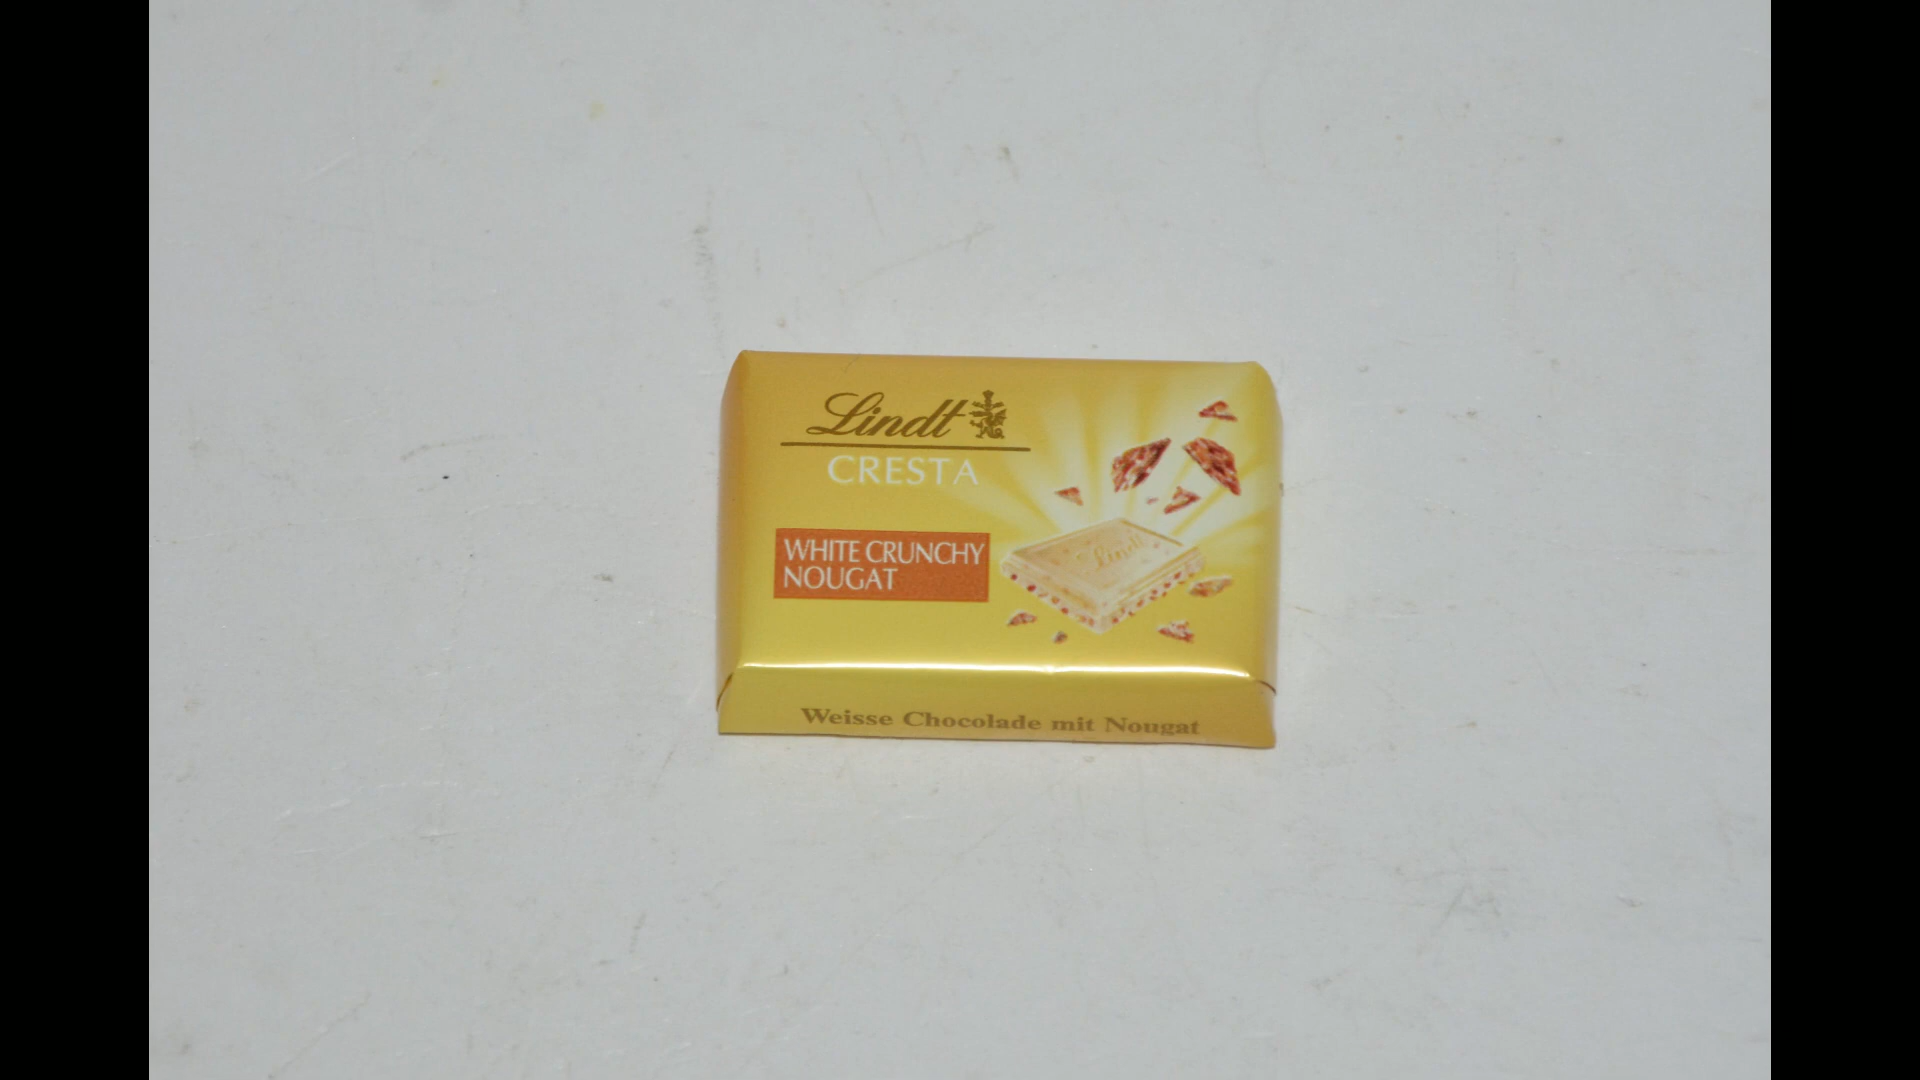 Lindt
CRESTA
WHITE CRUNCHY
NOUGAT
Lindt
Weisse Chocolade mit Nougat